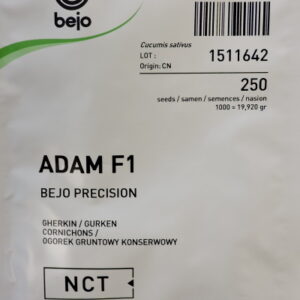 bejo
Cucumis sativus
LOT : 1511642
Origin: CN
250
seeds / samen / semences / nasion
1000 = 19,920 gr
ADAM F1
BEJO PRECISION
GHERKIN / GURKEN
CORNICHONS /
OGOREK GRUNTOWY KONSERWOWY
NCT